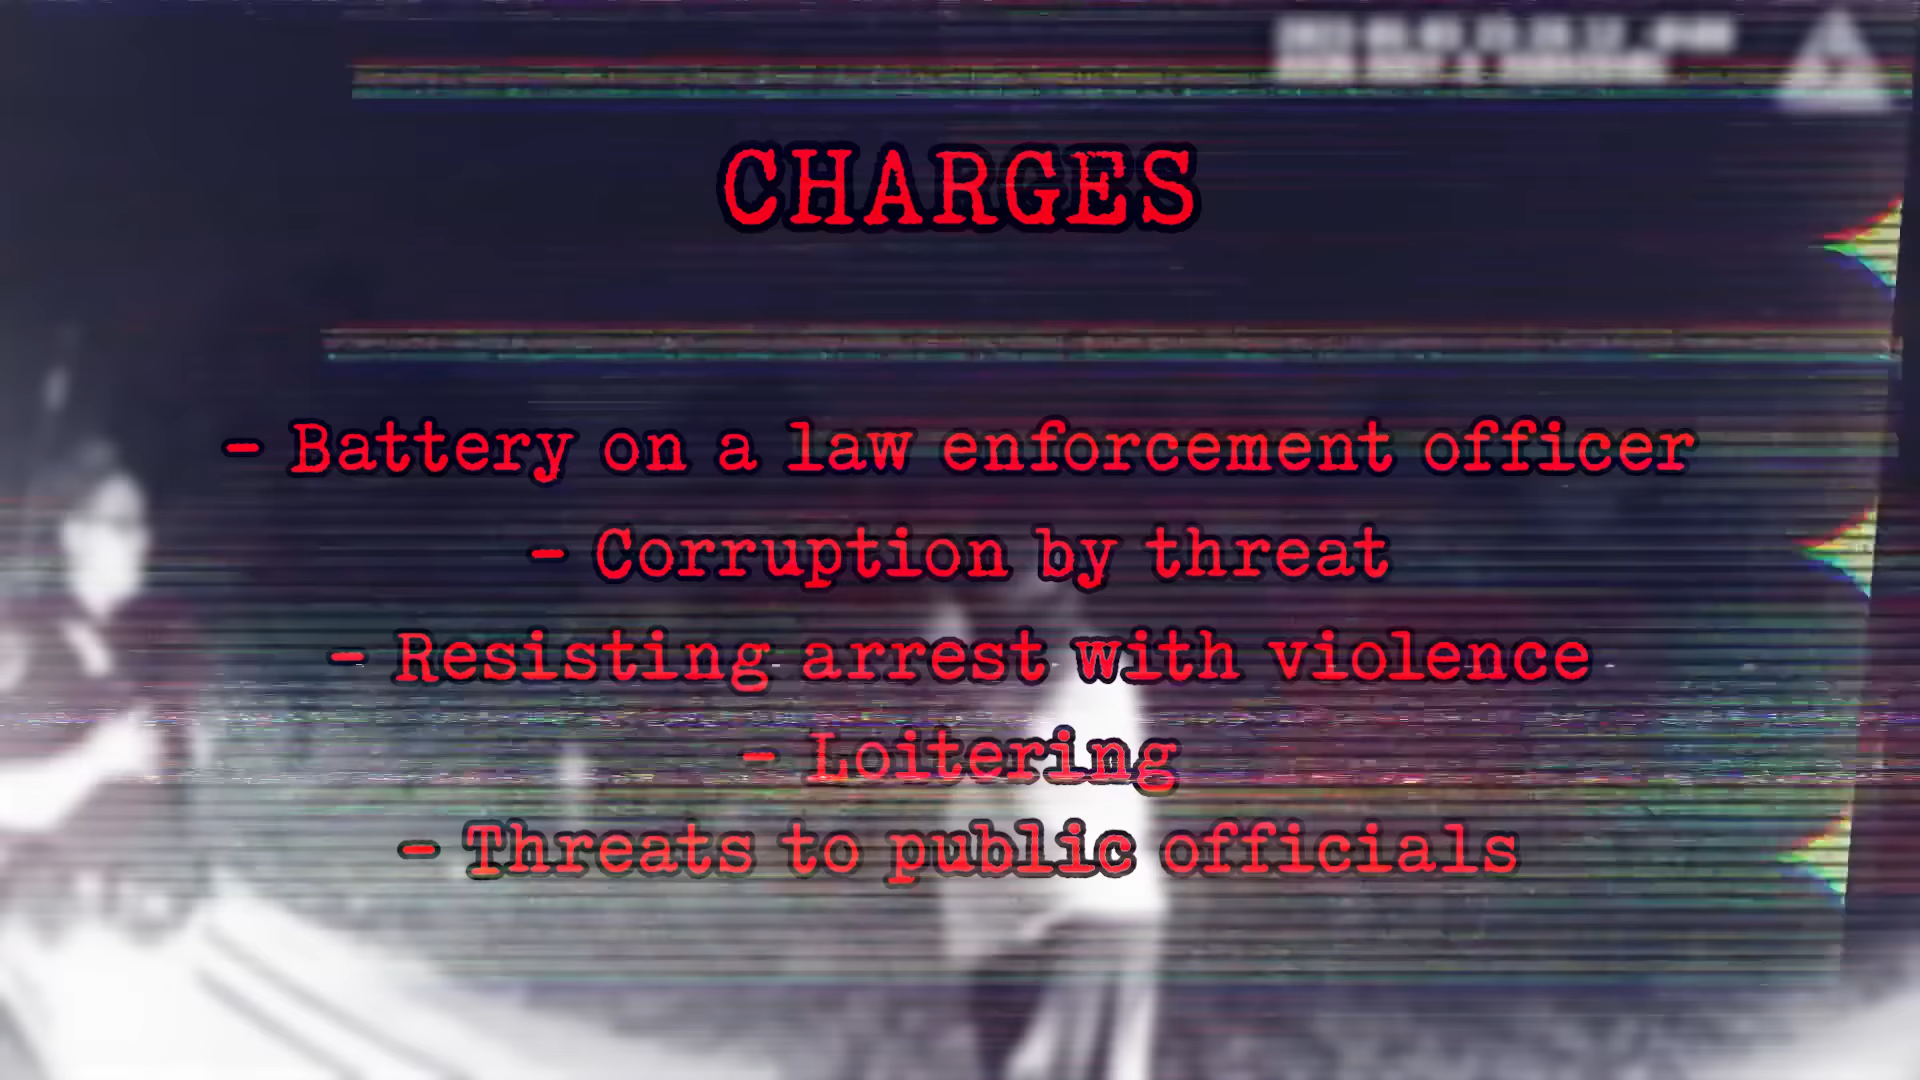 CHARGES
- Battery on a law enforcement officer
- Corruption by threat
- Resisting arrest with violence
- Loitering
- Threats to public officials